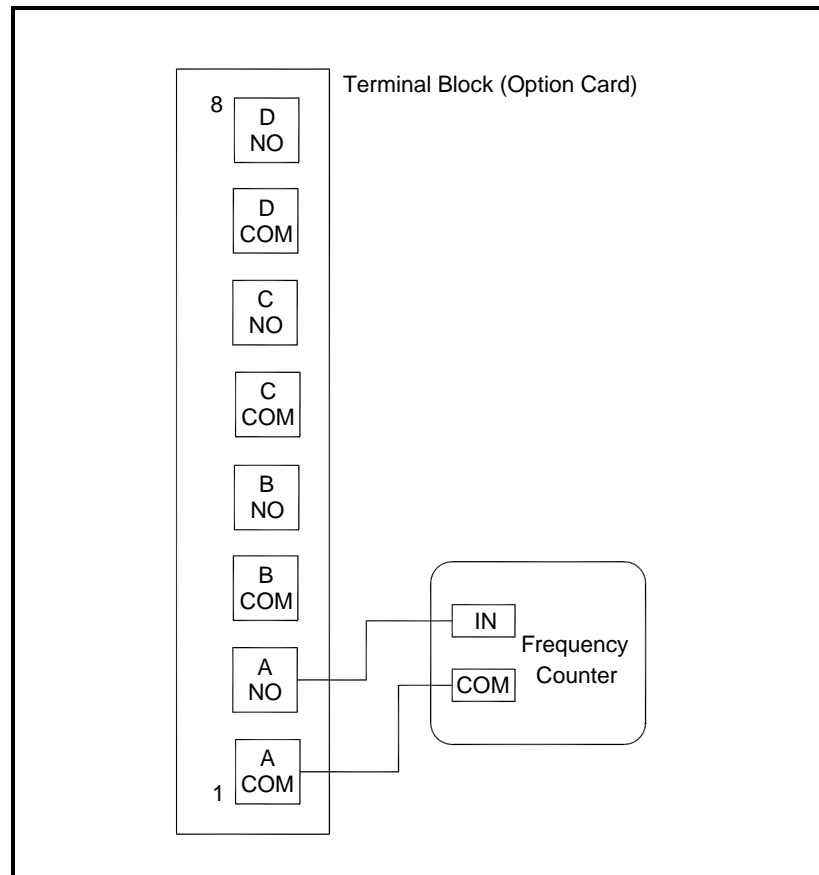 Terminal Block (Option Card)
8
D
NO
D
COM
C
NO
C
COM
B
NO
B
COM
A
NO
A
COM
1
IN
COM
Frequency
Counter